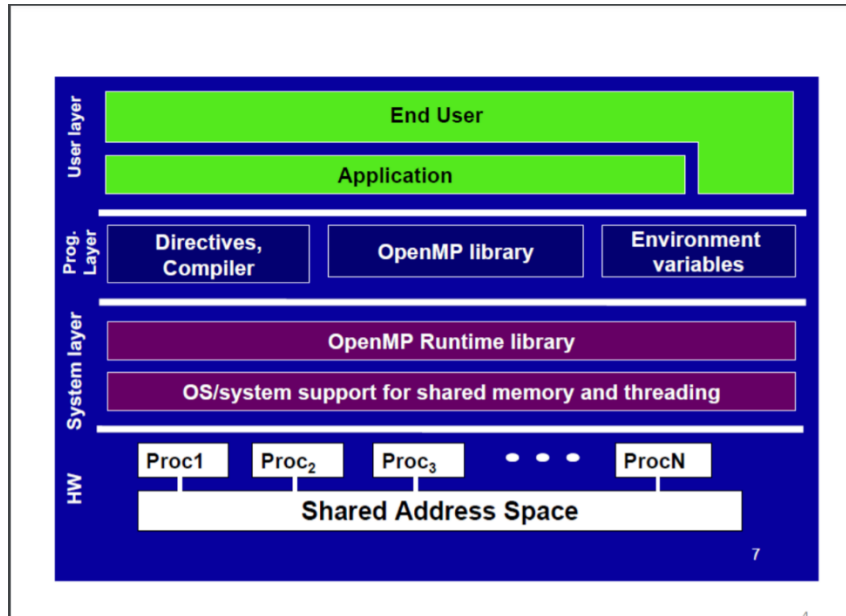 User layer
End User
Application
Prog.
Layer
Directives,
Compiler
OpenMP library
Environment
variables
System layer
OpenMP Runtime library
OS/system support for shared memory and threading
HW
Proc1 Proc₂ Proc₃ • • • ProcN
Shared Address Space
7